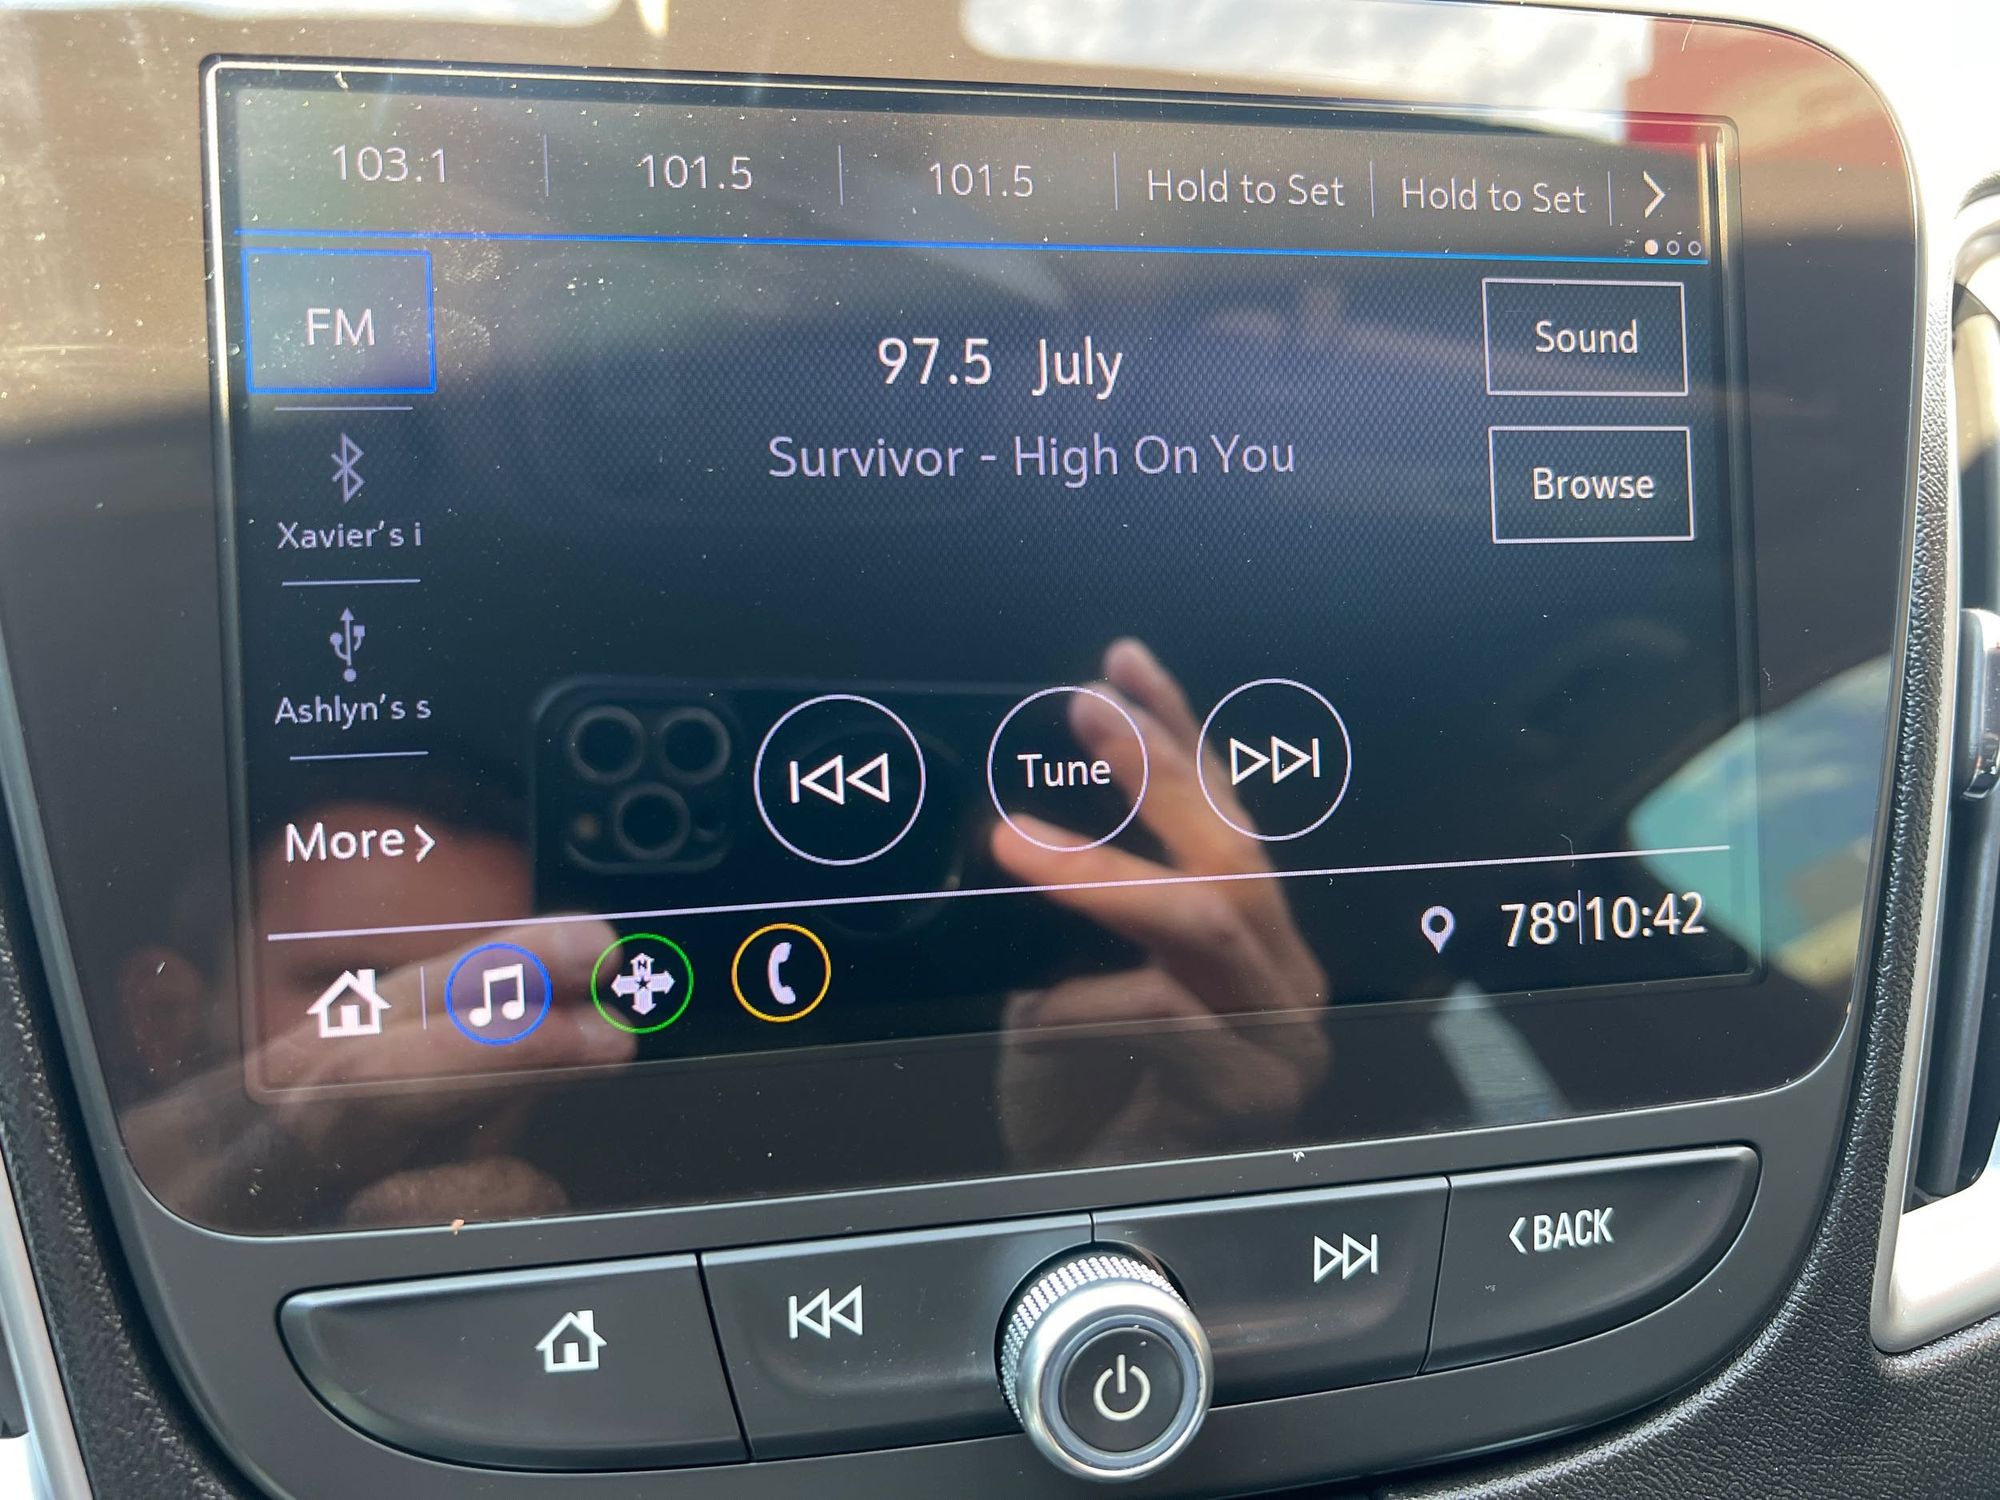 103.1 101.5 101.5 Hold to Set Hold to Set
FM
97.5 July
Sound
Survivor - High On You
Browse
Xavier's i
Ashlyn's s
Tune
More
N
78º 10:42
BACK